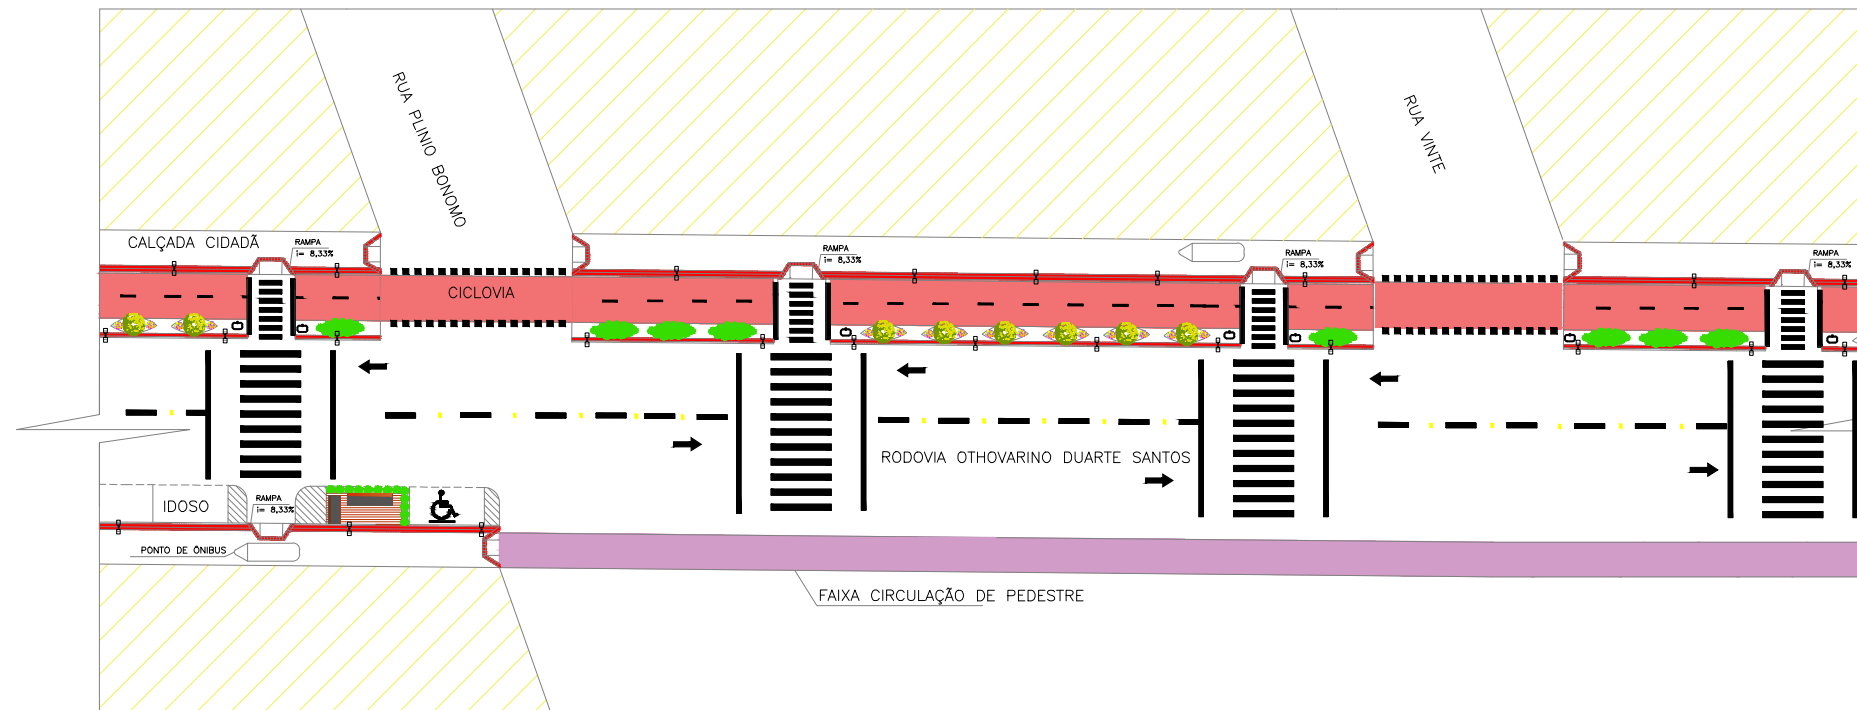 RUA PLINIO BONOMO
RUA VINTE
CALÇADA CIDADÃ
RAMPA
i= 8,33%
RAMPA
i= 8,33%
RAMPA
i= 8,33%
RAMPA
i= 8,33%
CICLOVIA
RODOVIA OTHOVARINO DUARTE SANTOS
IDOSO
RAMPA
i= 8,33%
PONTO DE ÔNIBUS
FAIXA CIRCULAÇÃO DE PEDESTRE